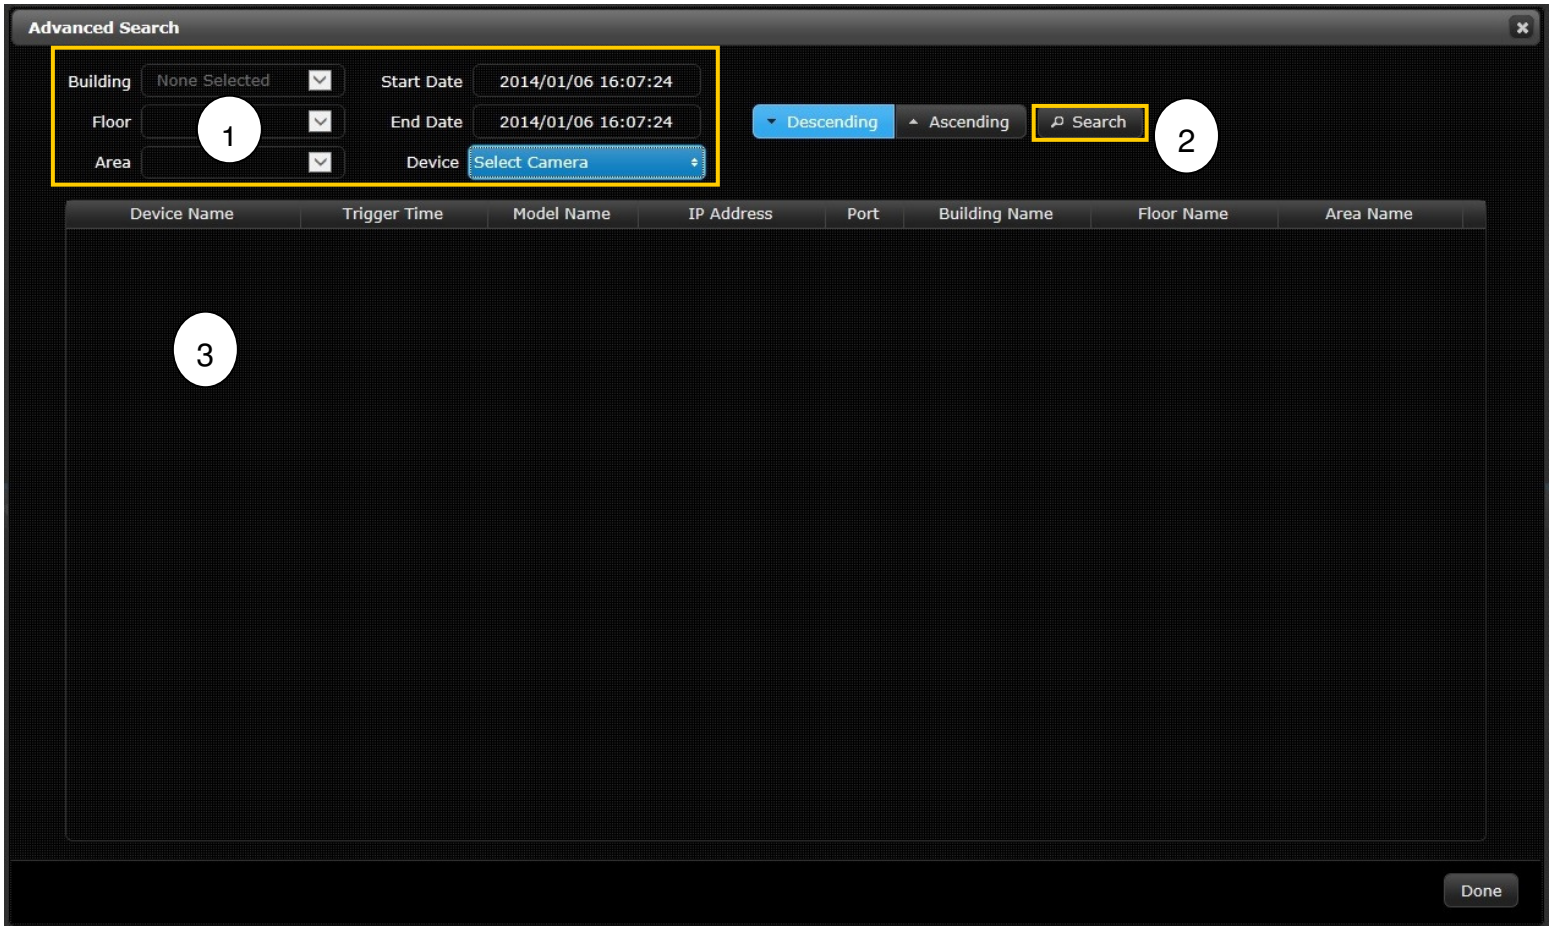 Advanced Search
Building None Selected Start Date 2014/01/06 16:07:24
Floor 1 End Date 2014/01/06 16:07:24 Descending Ascending Search 2
Area Device Select Camera
Device Name Trigger Time Model Name IP Address Port Building Name Floor Name Area Name
3
Done